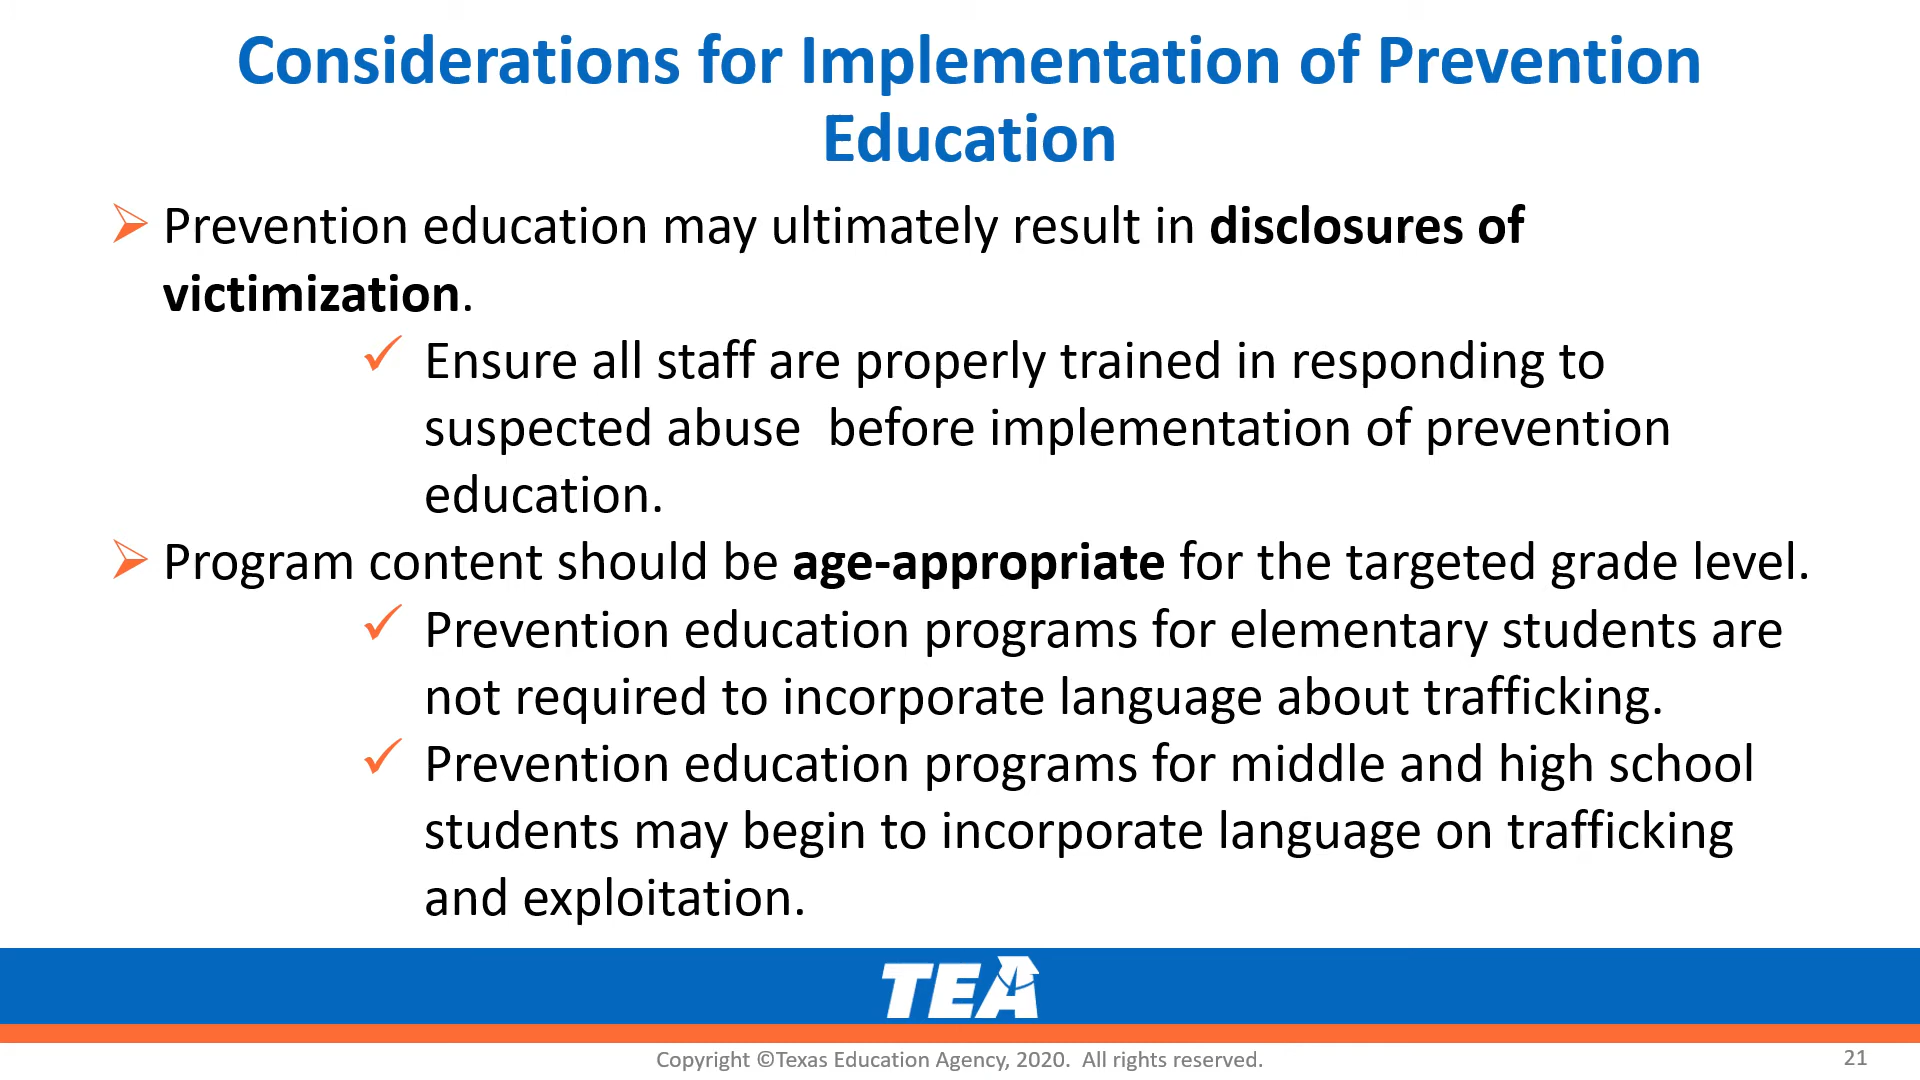 Considerations for Implementation of Prevention
Education
Prevention education may ultimately result in disclosures of
victimization.
Ensure all staff are properly trained in responding to
suspected abuse  before implementation of prevention
education.
Program content should be age-appropriate for the targeted grade level.
Prevention education programs for elementary students are
not required to incorporate language about trafficking.
Prevention education programs for middle and high school
students may begin to incorporate language on trafficking
and exploitation.
TEA
Copyright ©Texas Education Agency, 2020.  All rights reserved.
21